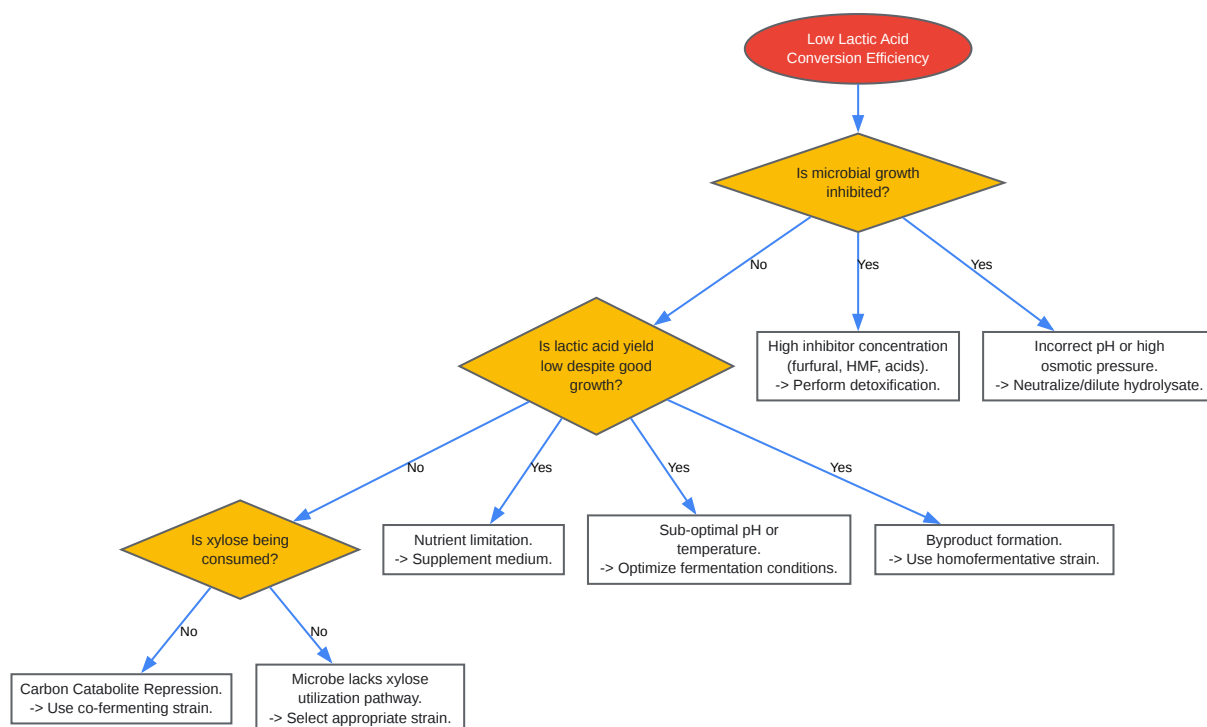 Low Lactic Acid
Conversion Efficiency
Is microbial growth
inhibited?
No
Yes
Yes
Is lactic acid yield
low despite good
growth?
High inhibitor concentration
(furfural, HMF, acids).
-> Perform detoxification.
Incorrect pH or high
osmotic pressure.
-> Neutralize/dilute hydrolysate.
No
Yes
Yes
Yes
Is xylose being
consumed?
Nutrient limitation.
-> Supplement medium.
Sub-optimal pH or
temperature.
-> Optimize fermentation conditions.
Byproduct formation.
-> Use homofermentative strain.
No
No
Carbon Catabolite Repression.
-> Use co-fermenting strain.
Microbe lacks xylose
utilization pathway.
-> Select appropriate strain.